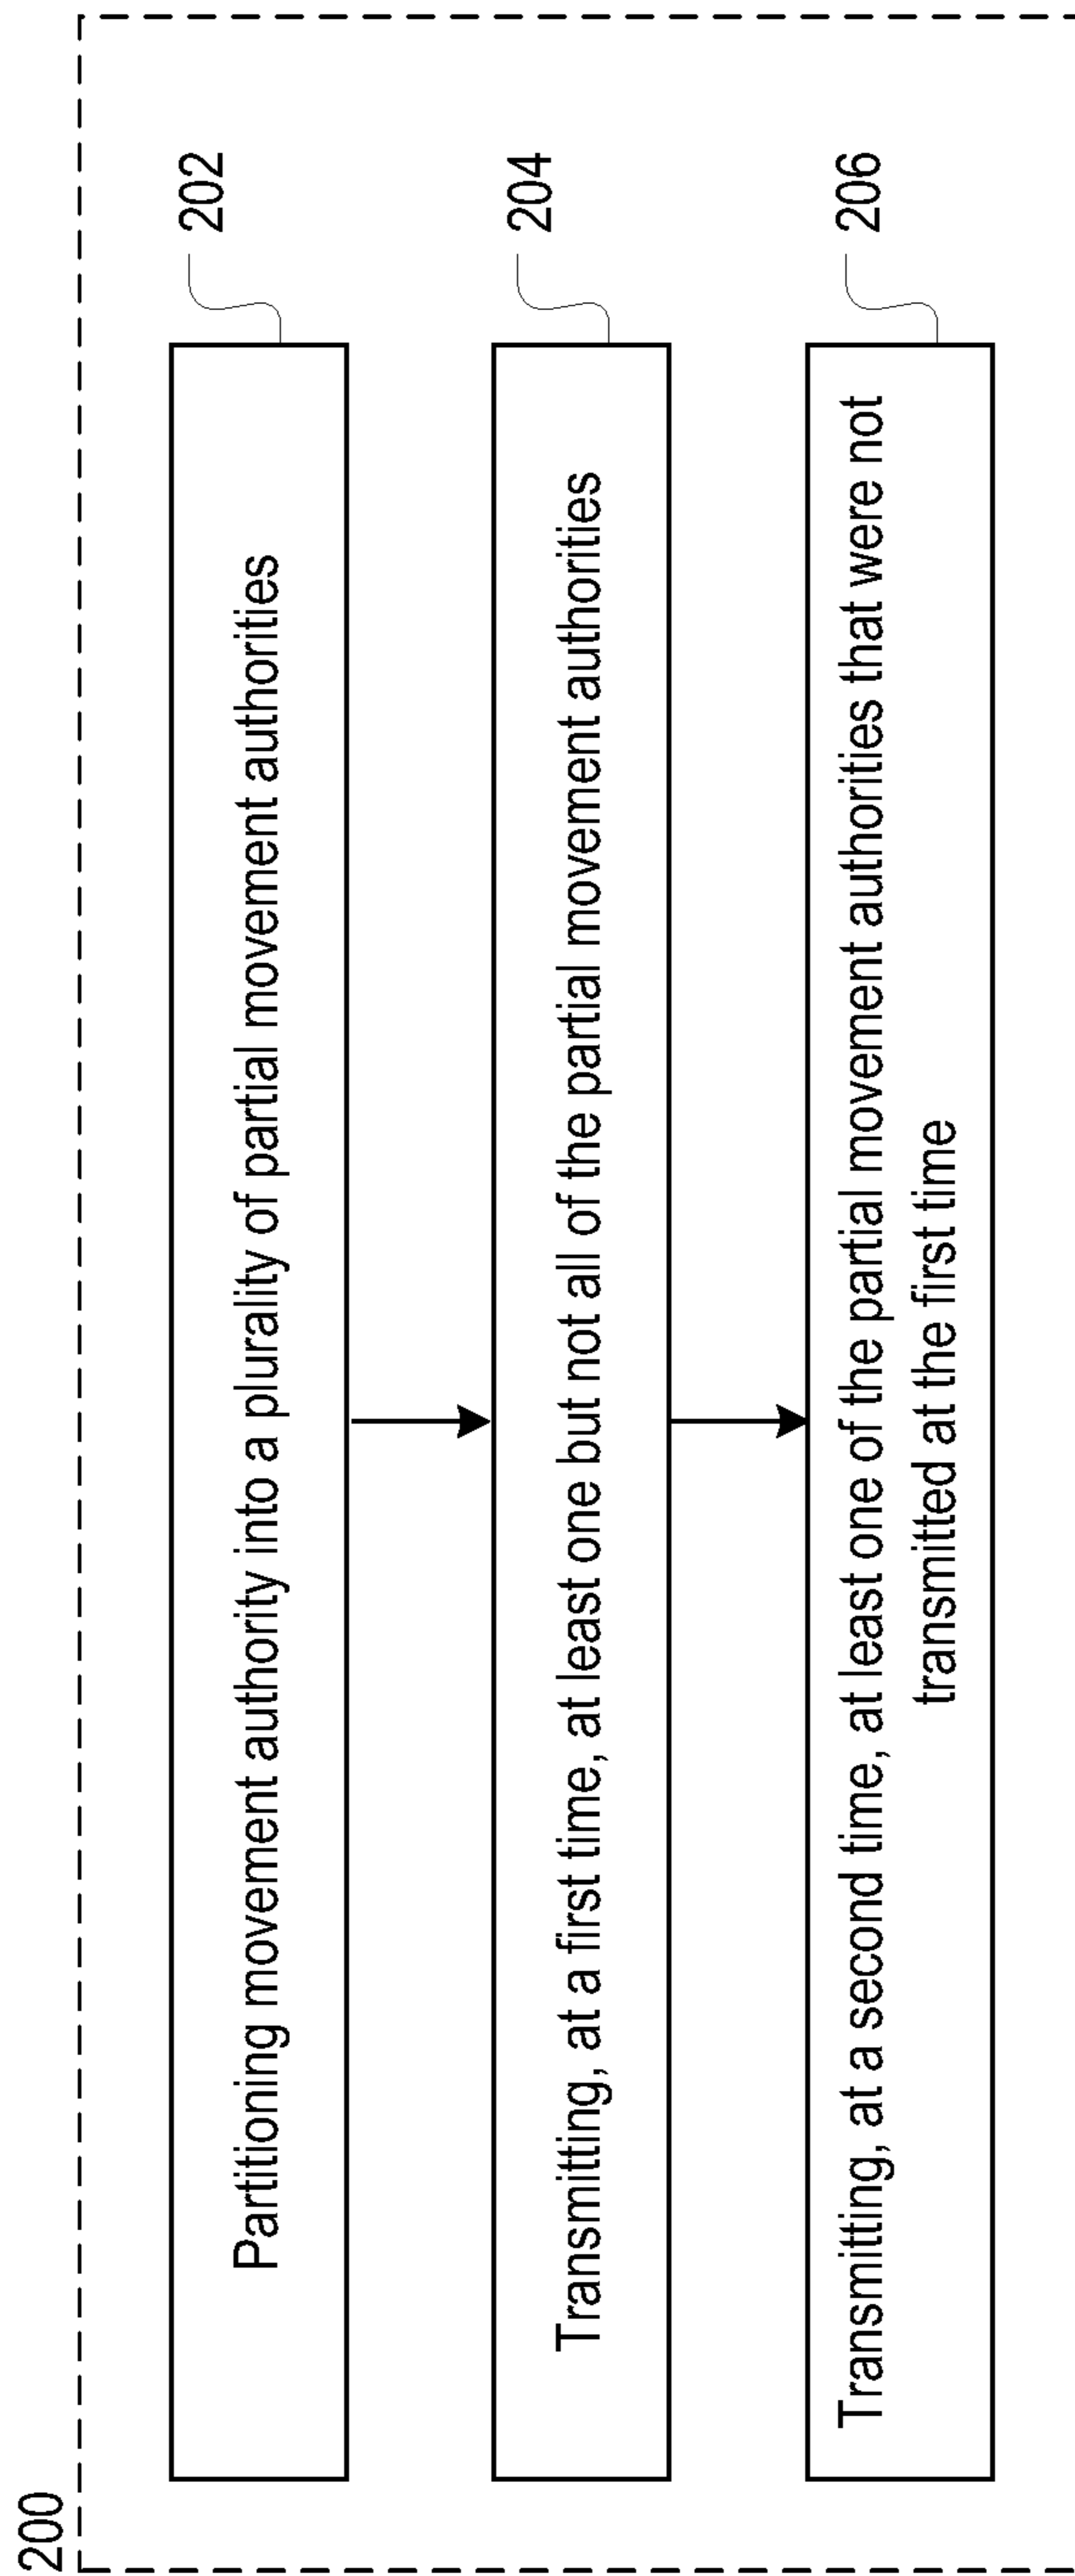 200
Partitioning movement authority into a plurality of partial movement authorities
202
Transmitting, at a first time, at least one but not all of the partial movement authorities
204
Transmitting, at a second time, at least one of the partial movement authorities that were not
transmitted at the first time
206